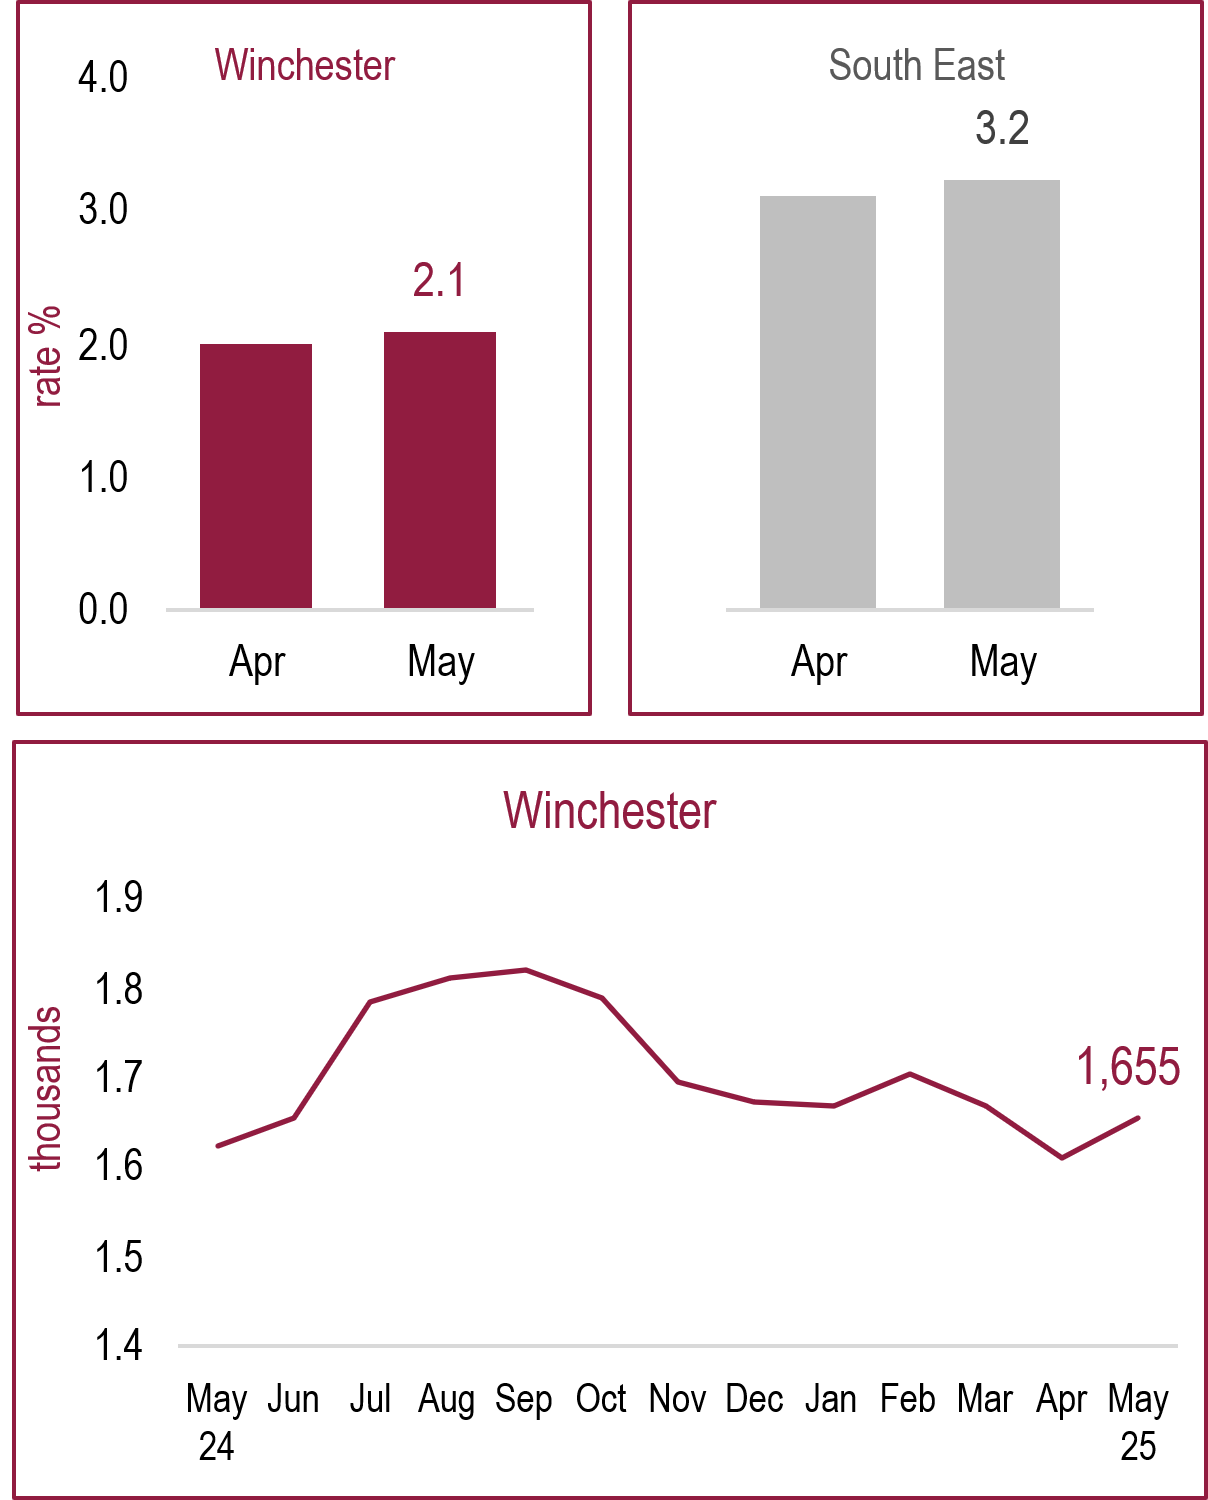 Winchester
4.0
3.0
2.1
rate %
2.0
1.0
0.0
Apr May
South East
3.2
Apr May
Winchester
1.9
1.8
thousands
1.7
1,655
1.6
1.5
1.4
May Jun Jul Aug Sep Oct Nov Dec Jan Feb Mar Apr May
24 25